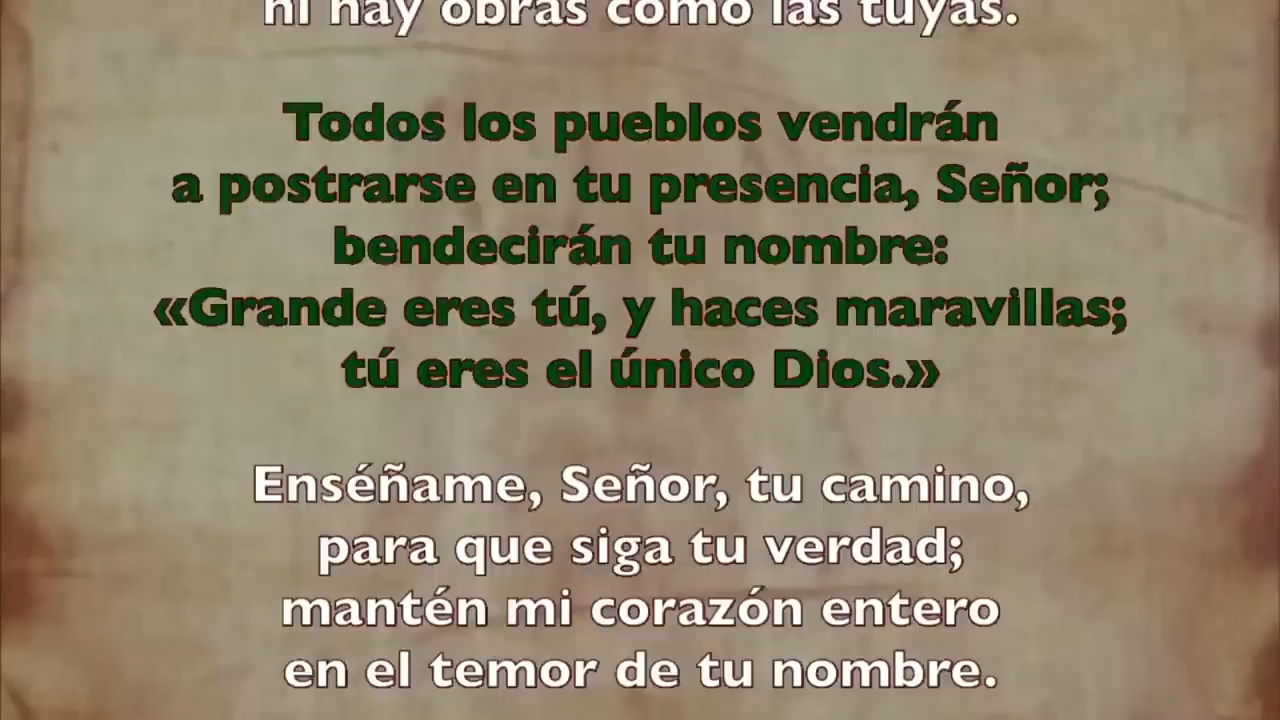 ni hay obras como las tuyas.
Todos los pueblos vendrán
a postrarse en tu presencia, Señor;
bendecirán tu nombre:
«Grande eres tú, y haces maravillas;
tú eres el único Dios.»
Enséñame, Señor, tu camino,
para que siga tu verdad;
mantén mi corazón entero
en el temor de tu nombre.